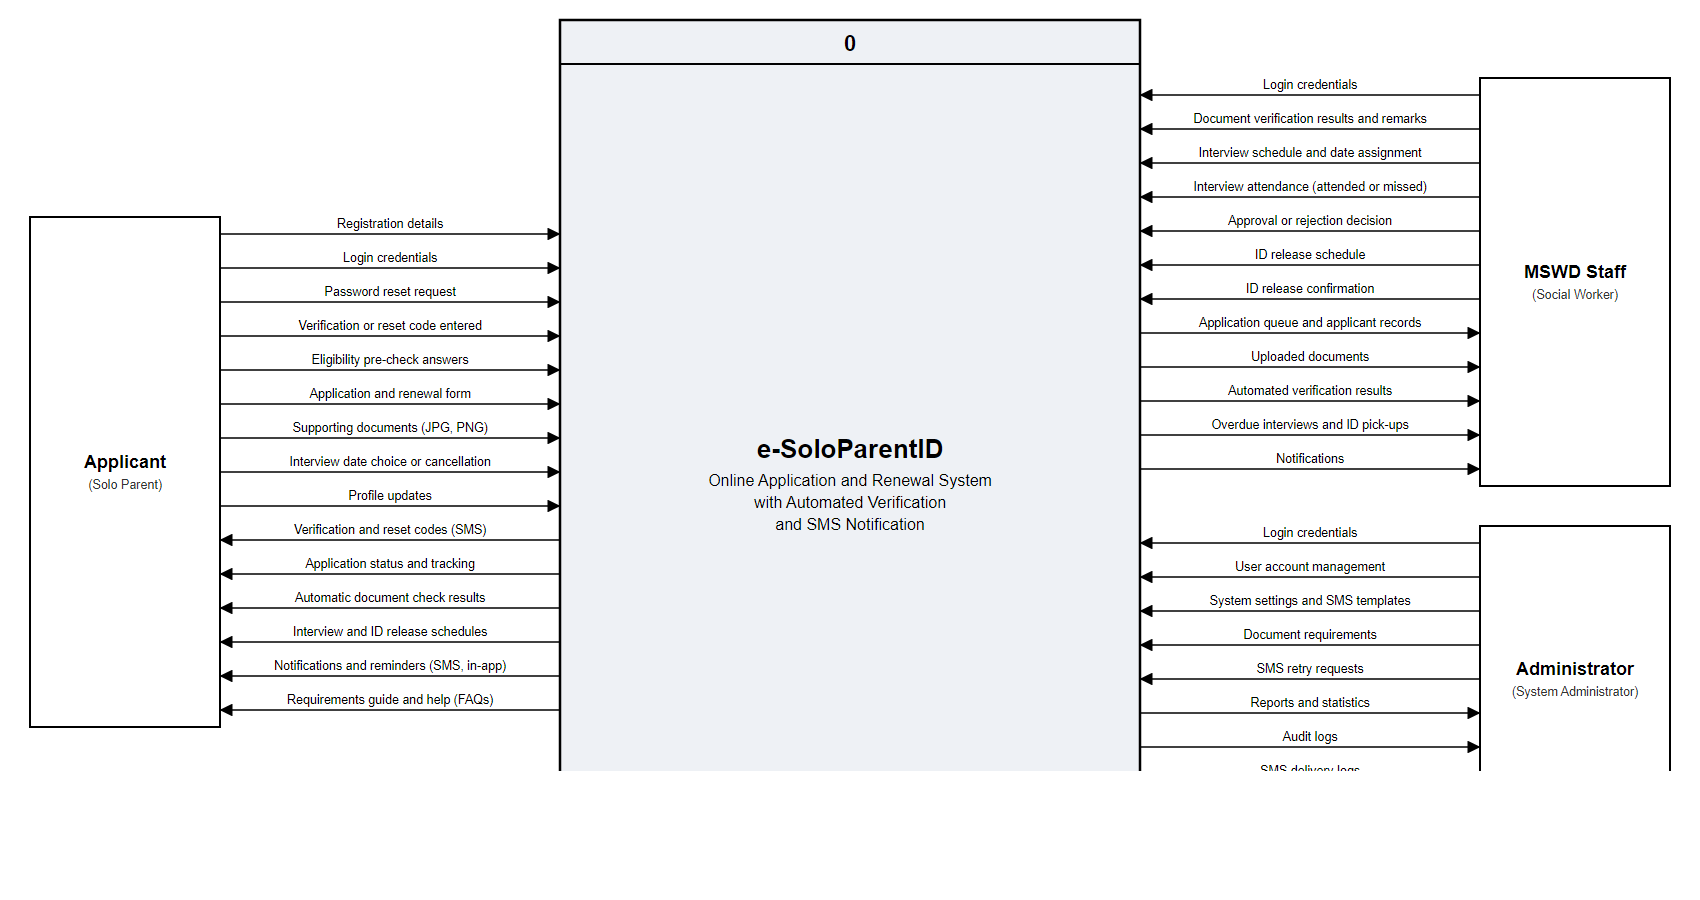 0
Applicant
(Solo Parent)
Registration details
Login credentials
Password reset request
Verification or reset code entered
Eligibility pre-check answers
Application and renewal form
Supporting documents (JPG, PNG)
Interview date choice or cancellation
Profile updates
Verification and reset codes (SMS)
Application status and tracking
Automatic document check results
Interview and ID release schedules
Notifications and reminders (SMS, in-app)
Requirements guide and help (FAQs)
e-SoloParentID
Online Application and Renewal System
with Automated Verification
and SMS Notification
Login credentials
Document verification results and remarks
Interview schedule and date assignment
Interview attendance (attended or missed)
Approval or rejection decision
ID release schedule
ID release confirmation
Application queue and applicant records
Uploaded documents
Automated verification results
Overdue interviews and ID pick-ups
Notifications
MSWD Staff
(Social Worker)
Login credentials
User account management
System settings and SMS templates
Document requirements
SMS retry requests
Reports and statistics
Audit logs
SMS delivery logs
Administrator
(System Administrator)